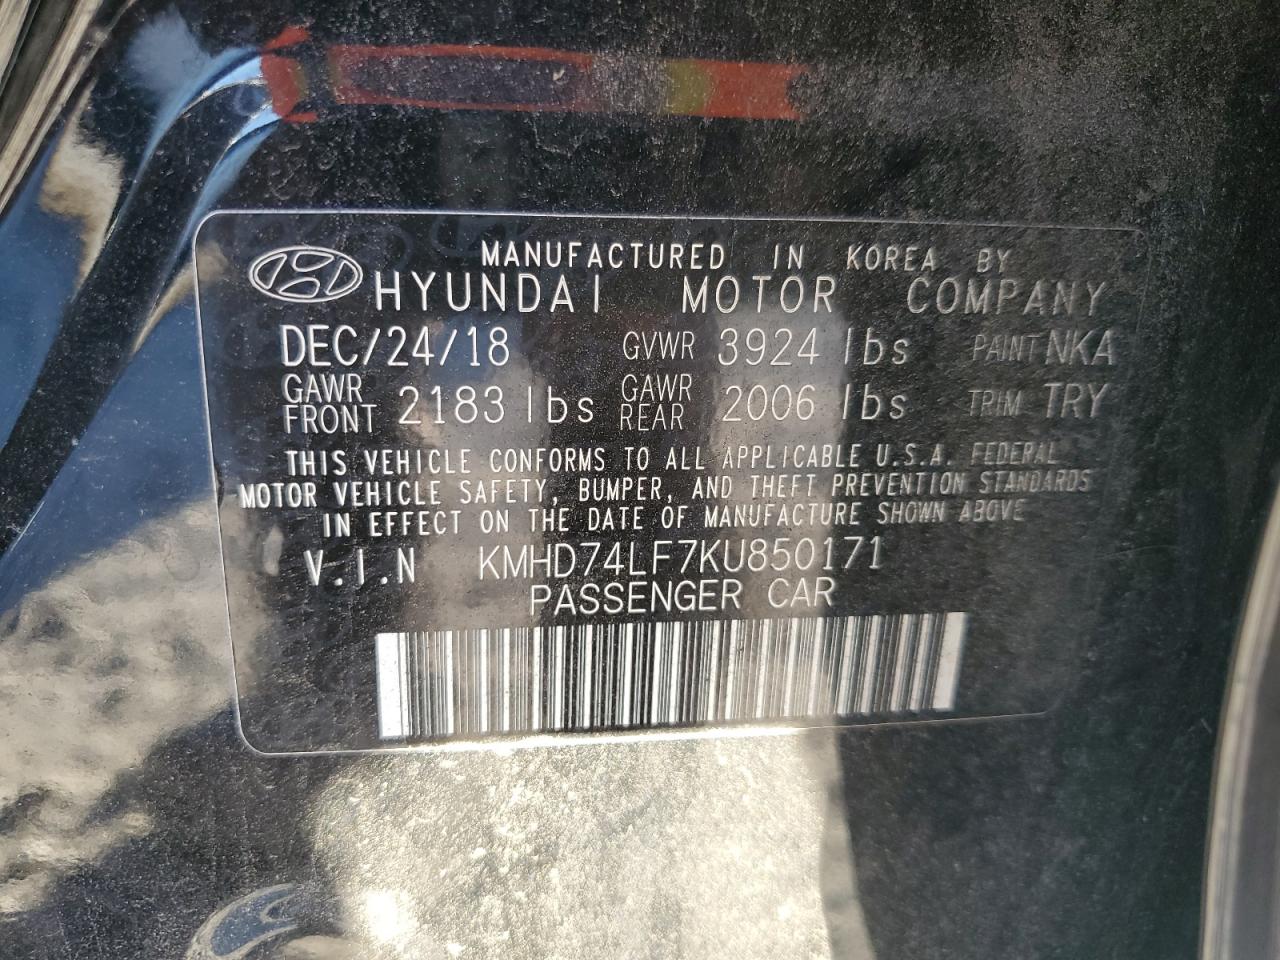 MANUFACTURED IN KOREA BY
HYUNDAI MOTOR COMPANY
DEC/24/18 GVWR 3924 lbs PAINT NKA
GAWR FRONT 2183 lbs GAWR REAR 2006 lbs TRIM TRY
THIS VEHICLE CONFORMS TO ALL APPLICABLE U.S.A. FEDERAL
MOTOR VEHICLE SAFETY, BUMPER, AND THEFT PREVENTION STANDARDS
IN EFFECT ON THE DATE OF MANUFACTURE SHOWN ABOVE
V.I.N KMHD74LF7KU850171
PASSENGER CAR